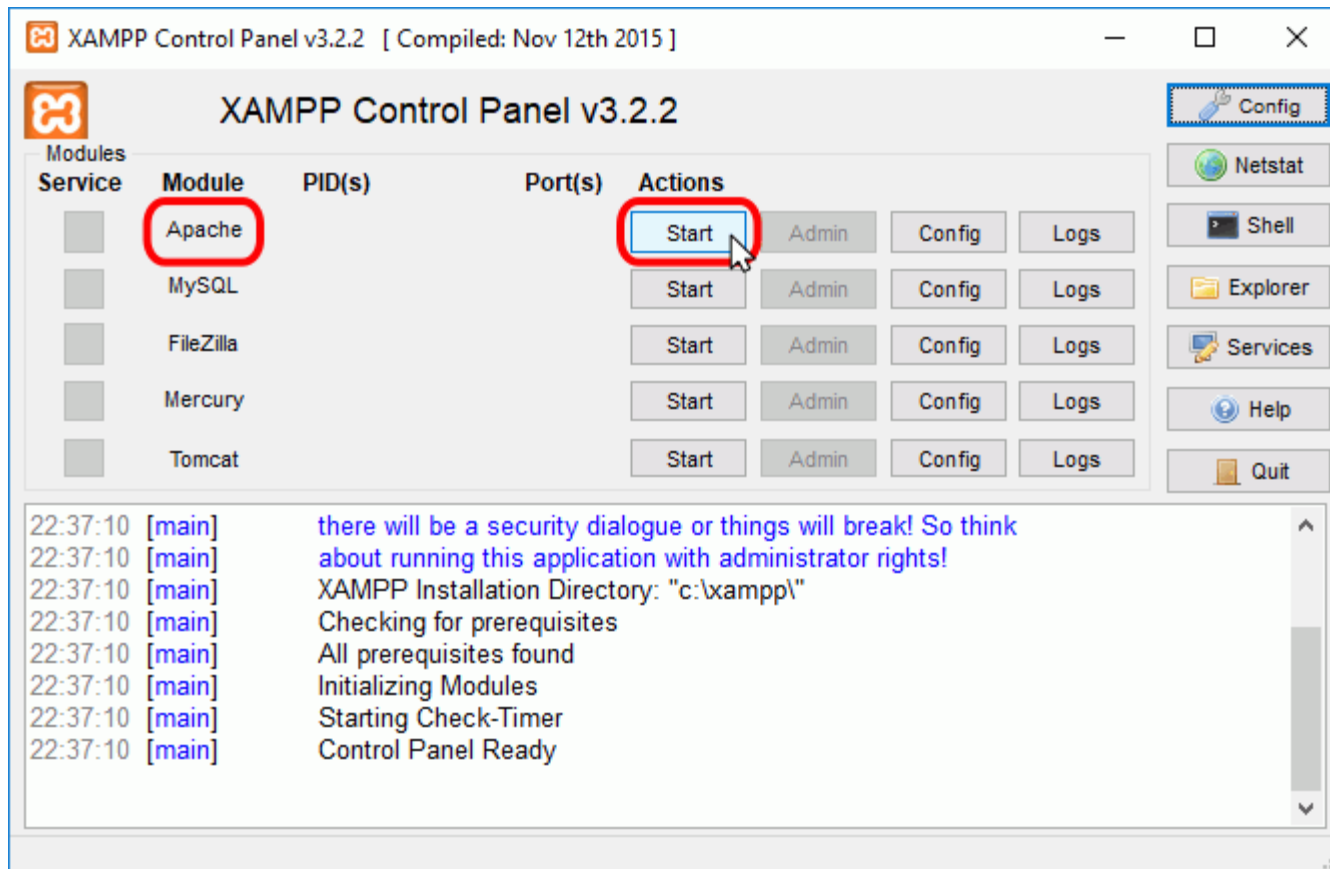 XAMPP Control Panel v3.2.2 [ Compiled: Nov 12th 2015 ]
XAMPP Control Panel v3.2.2
Config
Modules
Service Module PID(s) Port(s) Actions
Netstat
Apache Start Admin Config Logs
Shell
MySQL Start Admin Config Logs
Explorer
FileZilla Start Admin Config Logs
Services
Mercury Start Admin Config Logs
Help
Tomcat Start Admin Config Logs
Quit
22:37:10 [main] there will be a security dialogue or things will break! So think
22:37:10 [main] about running this application with administrator rights!
22:37:10 [main] XAMPP Installation Directory: "c:\xampp\"
22:37:10 [main] Checking for prerequisites
22:37:10 [main] All prerequisites found
22:37:10 [main] Initializing Modules
22:37:10 [main] Starting Check-Timer
22:37:10 [main] Control Panel Ready